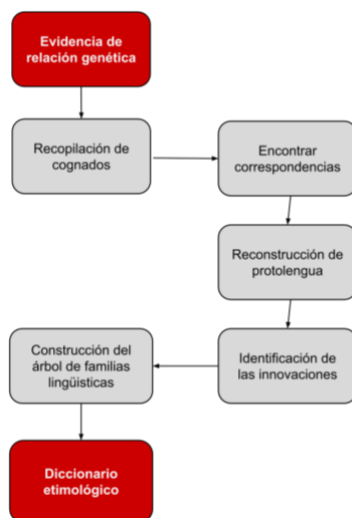 Evidencia de
relación genética
Recopilación de
cognados
Encontrar
correspondencias
Reconstrucción de
protolengua
Identificación de
las innovaciones
Construcción del
árbol de familias
lingüisticas
Diccionario
etimológico